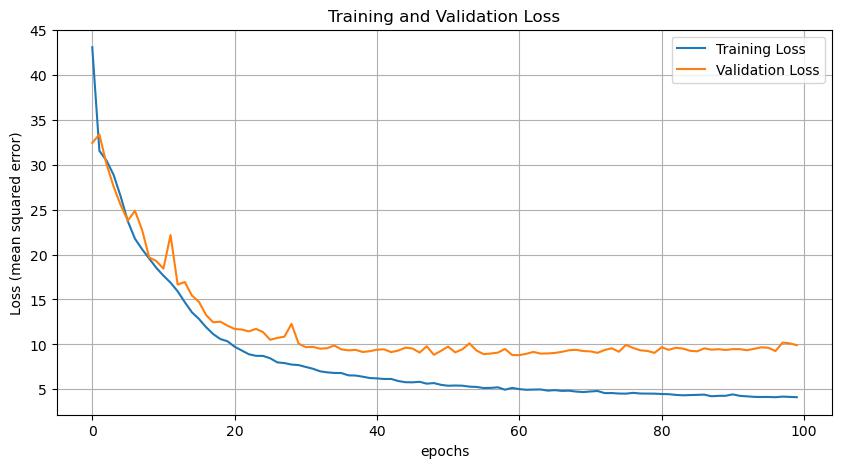 Training and Validation Loss
Training Loss
Validation Loss
Loss (mean squared error)
45
40
35
30
25
20
15
10
5
0 20 40 60 80 100
epochs